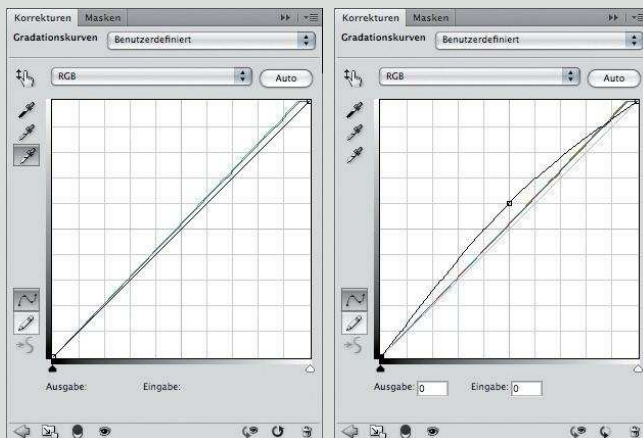 Korrekturen Masken
Gradationskurven Benutzerdefiniert
RGB Auto
Ausgabe: Eingabe:
Korrekturen Masken
Gradationskurven Benutzerdefiniert
RGB Auto
Ausgabe: 0 Eingabe: 0